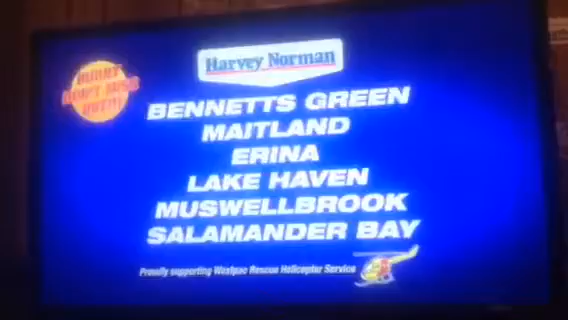 Harvey Norman
HURRY
DON'T MISS
OUT!!
BENNETTS GREEN
MAITLAND
ERINA
LAKE HAVEN
MUSWELLBROOK
SALAMANDER BAY
Proudly supporting Westpac Rescue Helicopter Service